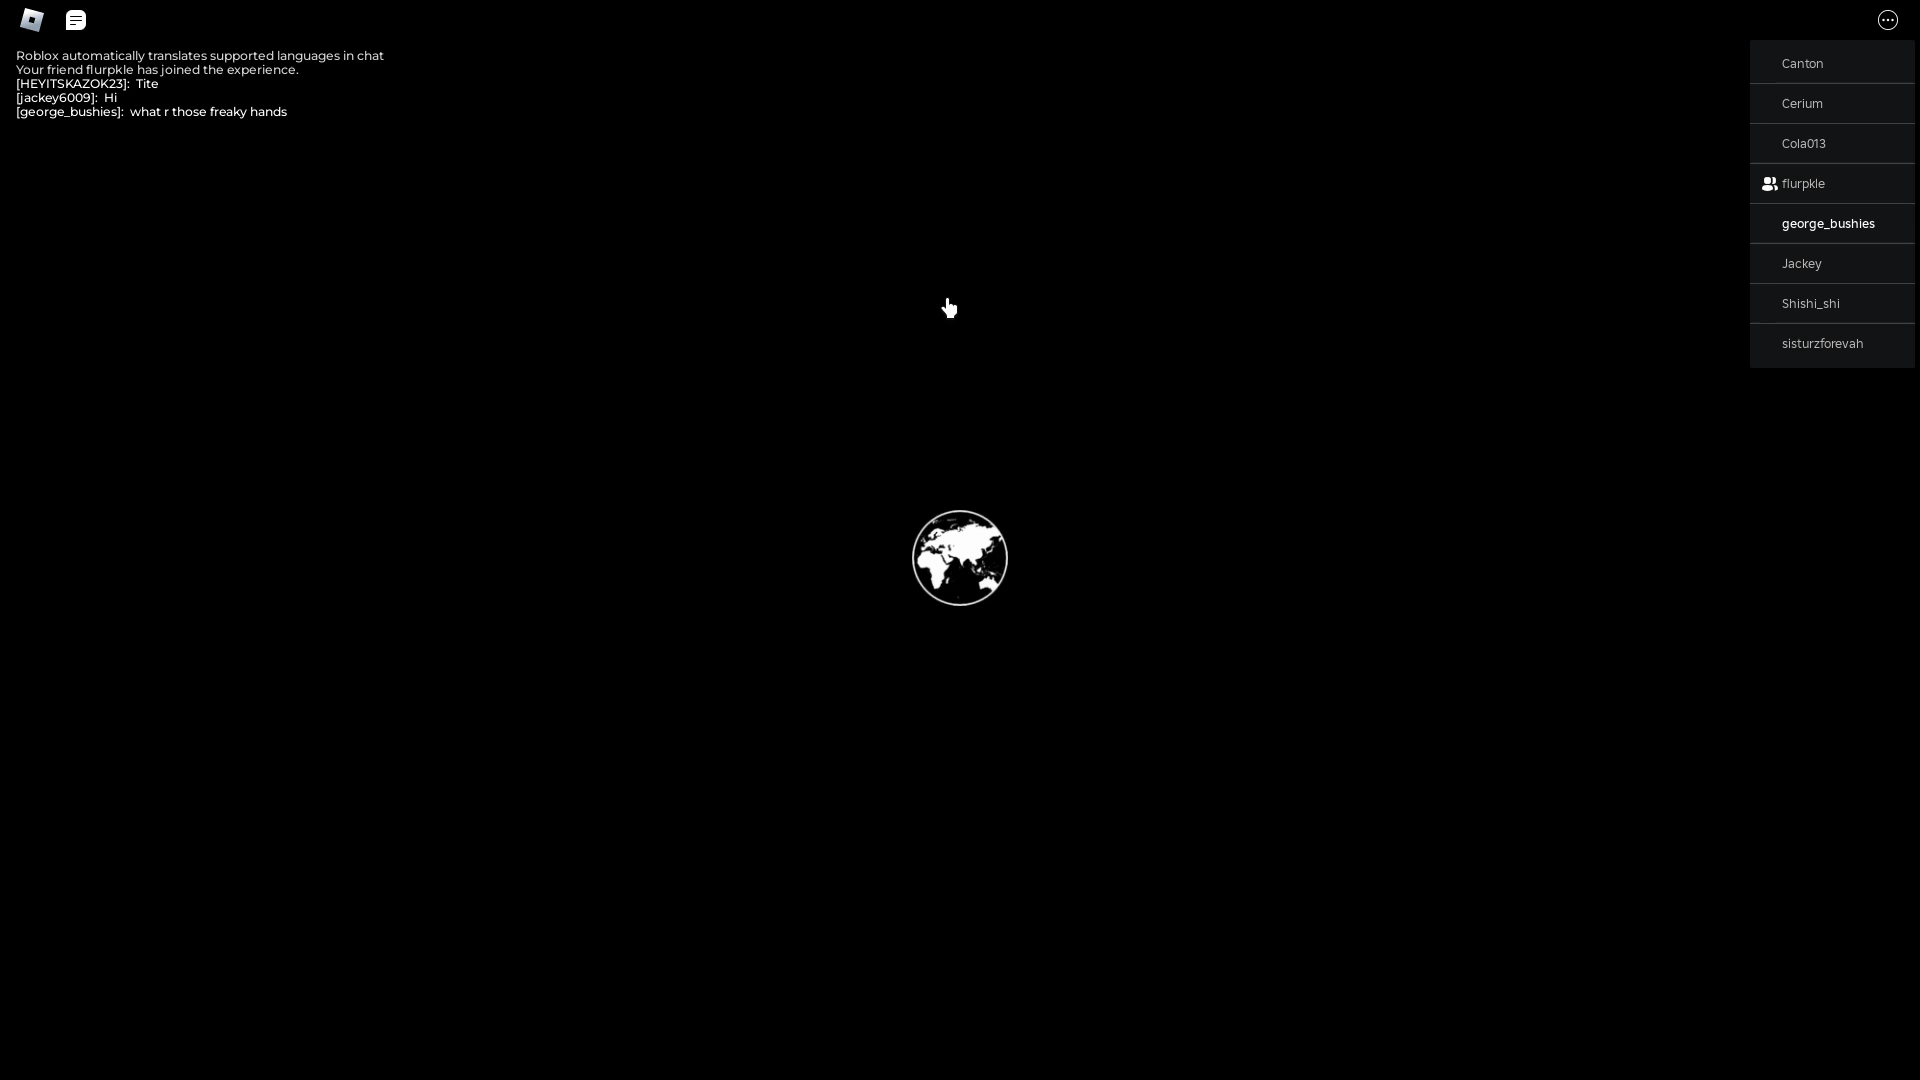 Roblox automatically translates supported languages in chat
Your friend flurpkle has joined the experience.
[HEYITSKAZOK23]: Tite
[jackey6009]: Hi
[george_bushies]: what r those freaky hands
Canton
Cerium
Cola013
flurpkle
george_bushies
Jackey
Shishi_shi
sisturzforevah